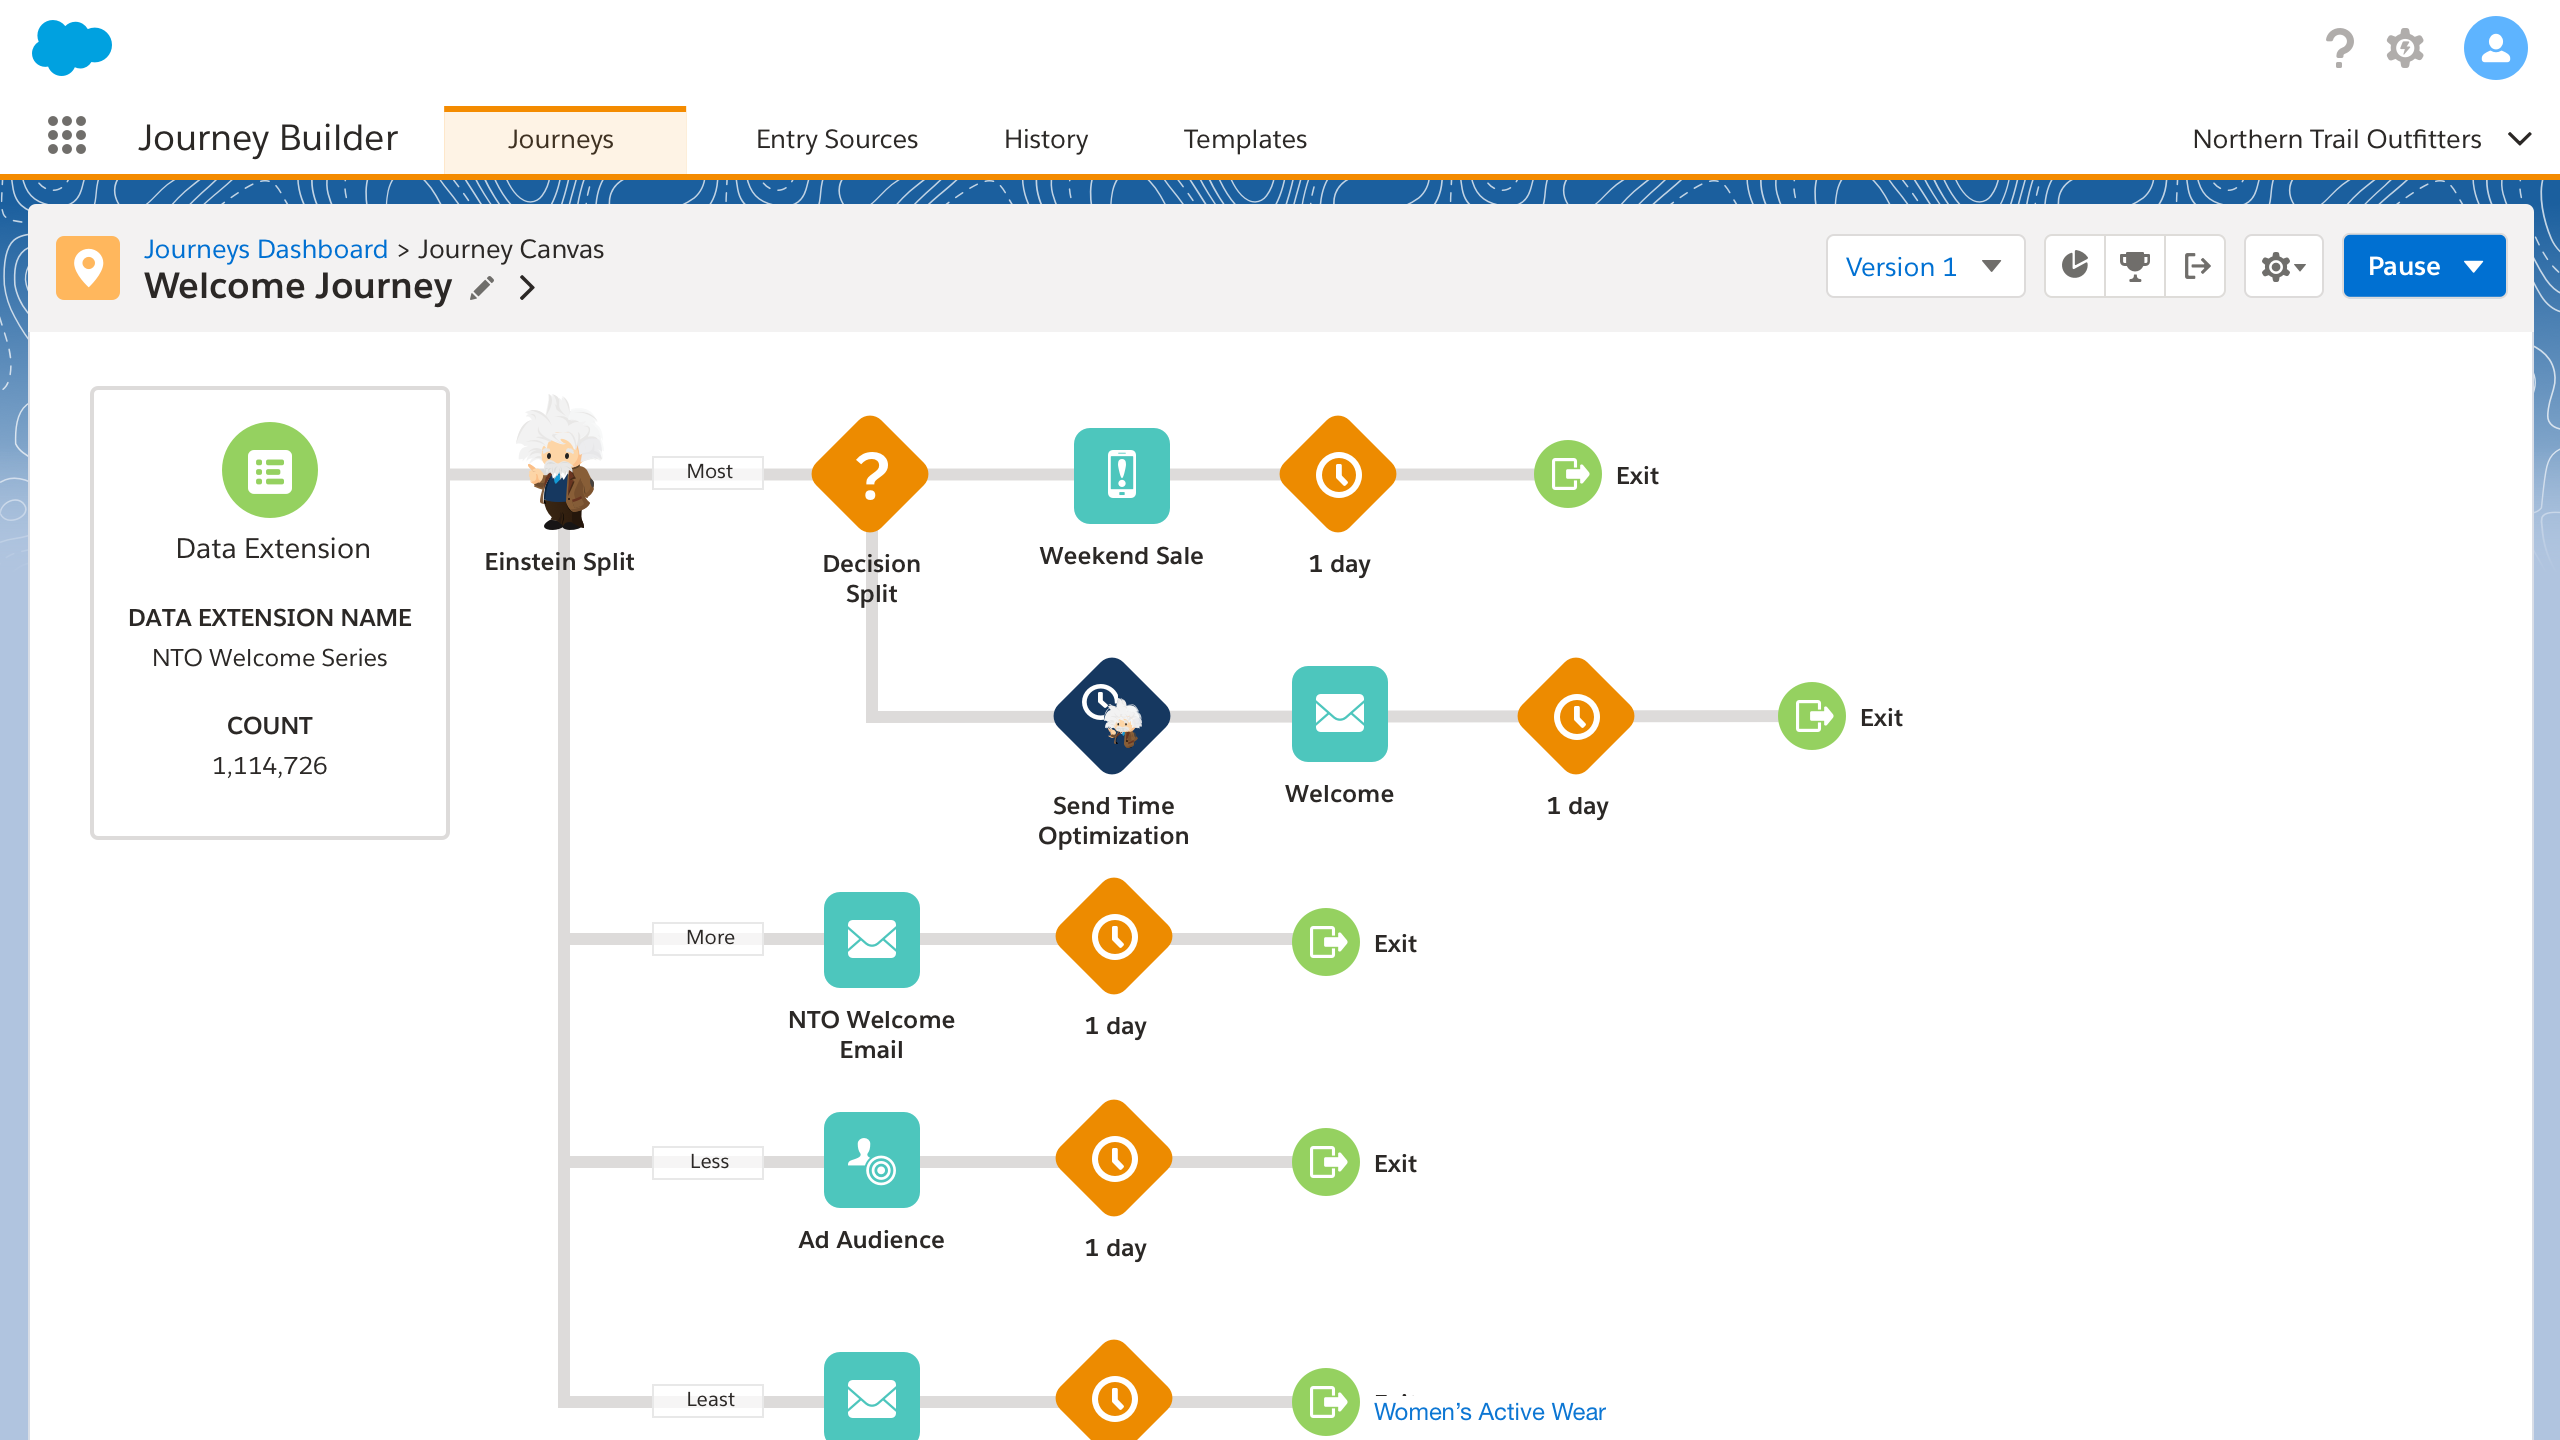 Journey Builder
Journeys
Entry Sources
History
Templates
Northern Trail Outfitters
Journeys Dashboard > Journey Canvas
Welcome Journey
Version 1
Pause
Data Extension
DATA EXTENSION NAME
NTO Welcome Series
COUNT
1,114,726
Einstein Split
Most
Decision
Split
Weekend Sale
1 day
Exit
Send Time
Optimization
Welcome
1 day
Exit
More
NTO Welcome
Email
1 day
Exit
Less
Ad Audience
1 day
Exit
Least
Women’s Active Wear